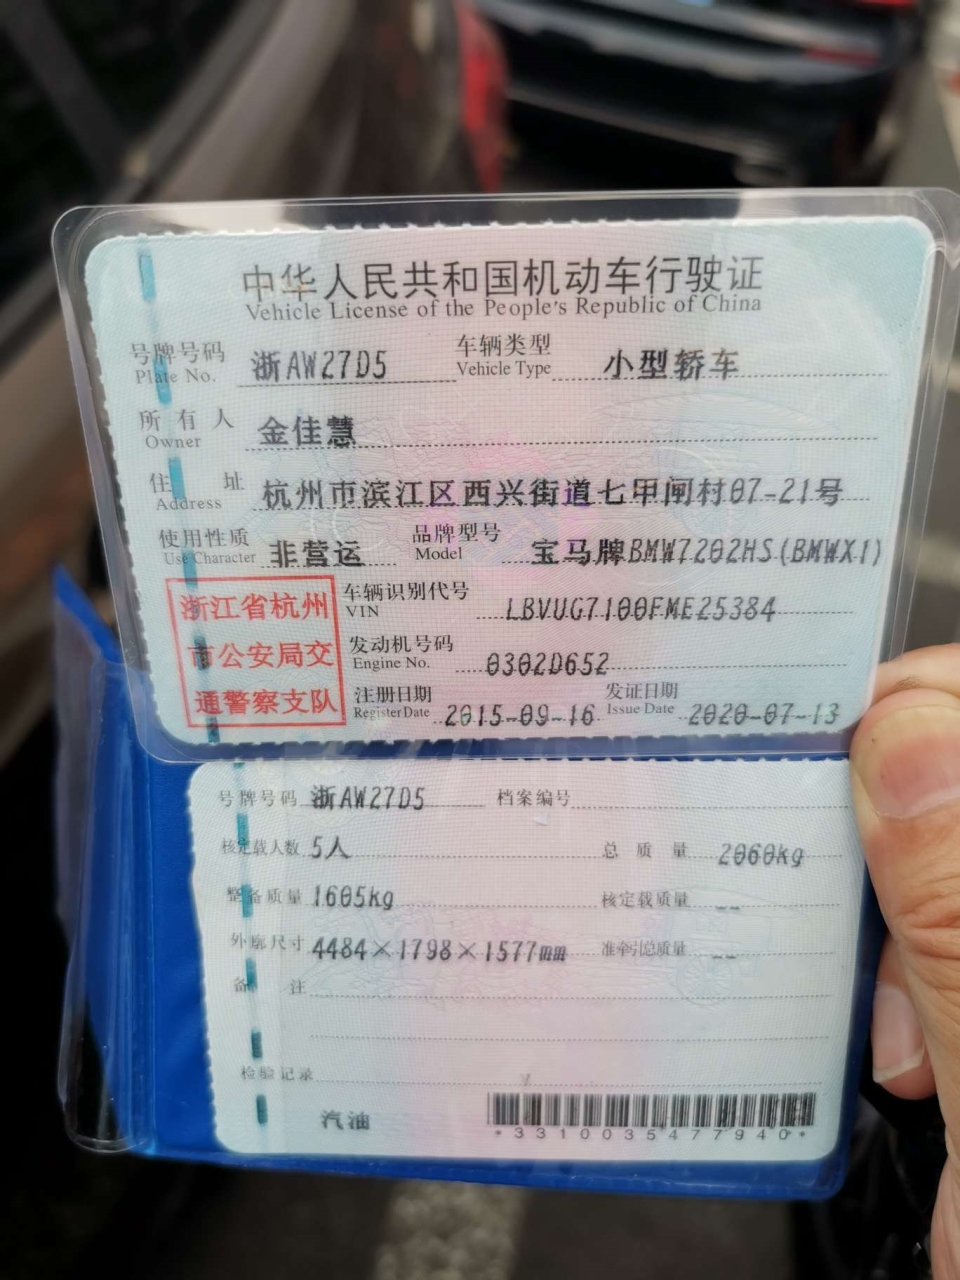 中华人民共和国机动车行驶证
Vehicle License of the People's Republic of China
号牌号码 浙AW27D5 车辆类型 小型轿车
Plate No. Vehicle Type
所有人 金佳慧
Owner
住址 杭州市滨江区西兴街道七甲闸村07-21号
Address
使用性质 非营运 品牌型号 宝马牌BMW7202HS(BMWX1)
Use Character Model
浙江省杭州
市公安局交
通警察支队
车辆识别代号 LBVUG7100FME25384
VIN
发动机号码 0302D652
Engine No.
注册日期 2015-09-16 发证日期 2020-07-13
Register Date Issue Date
号牌号码 浙AW27D5 档案编号
核定载人数 5人 总质量 2060kg
整备质量 1605kg 核定载质量 --
外廓尺寸 4484×1798×1577mm 准牵引总质量 --
备注
检验记录
汽油
*3310035477940*